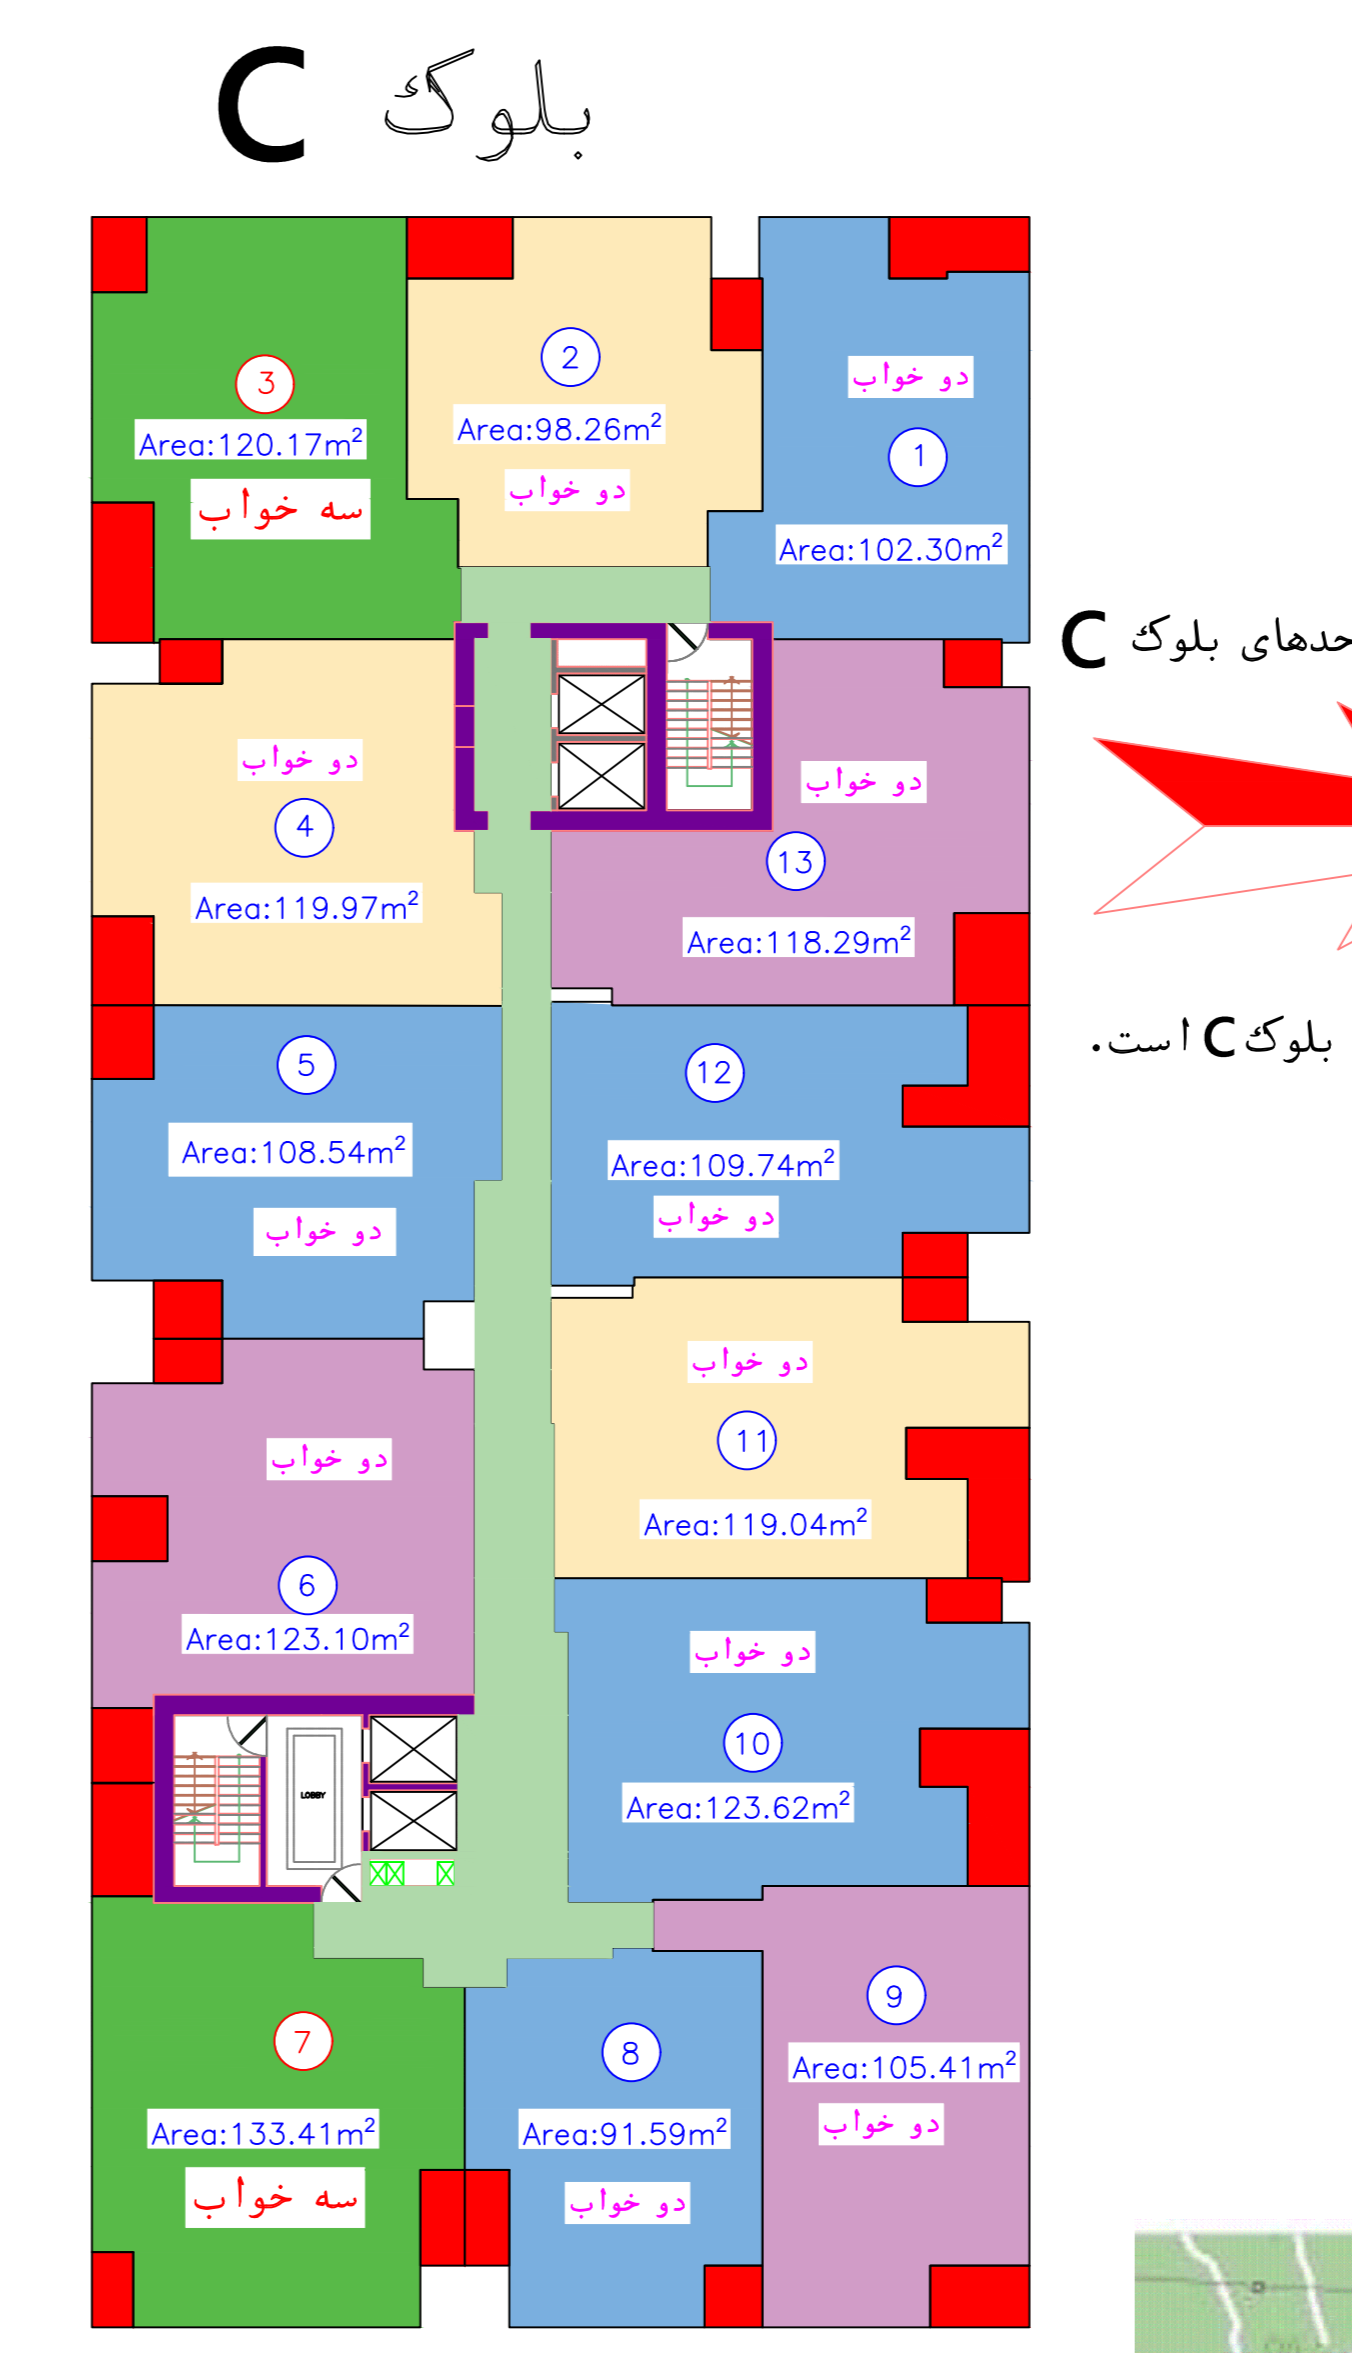 بلوك C
3
Area:120.17m²
سه خواب
2
Area:98.26m²
دو خواب
دو خواب
1
Area:102.30m²
حدهای بلوك C
دو خواب
4
Area:119.97m²
دو خواب
13
Area:118.29m²
بلوك C است.
5
Area:108.54m²
دو خواب
12
Area:109.74m²
دو خواب
دو خواب
11
Area:119.04m²
دو خواب
6
Area:123.10m²
دو خواب
10
Area:123.62m²
LOBBY
7
Area:133.41m²
سه خواب
8
Area:91.59m²
دو خواب
9
Area:105.41m²
دو خواب